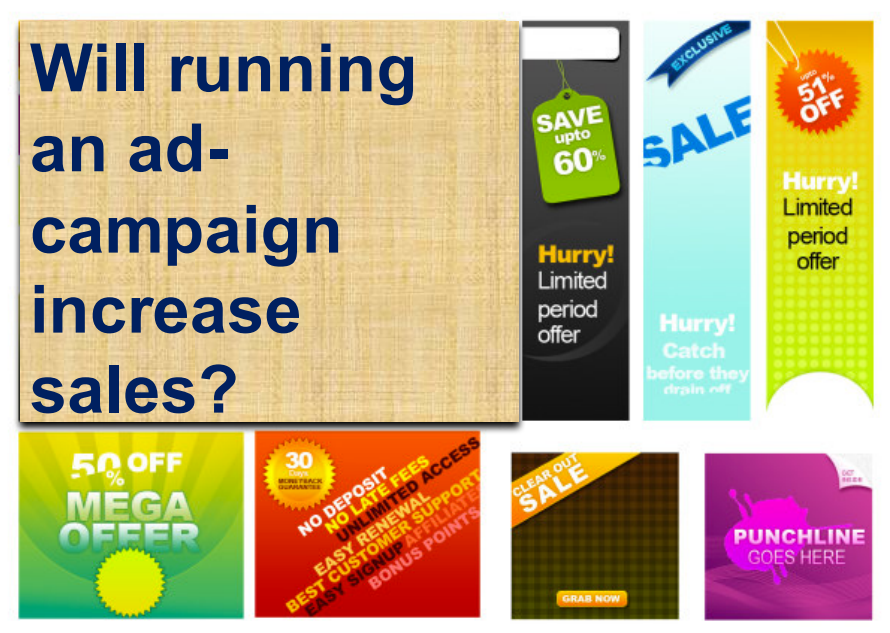 Will running
an ad-
campaign
increase
sales?
SAVE
upto
60%
Hurry!
Limited
period
offer
EXCLUSIVE
SALE
Hurry!
Catch
before they
drain off
upto
51%
OFF
Hurry!
Limited
period
offer
50% OFF
MEGA
OFFER
30
Days
MONEYBACK
GUARANTEE
NO DEPOSIT
NO LATE FEES
UNLIMITED ACCESS
EASY RENEWAL
BEST CUSTOMER SUPPORT
EASY SIGNUP AFFILIATE
BONUS POINTS
CLEAR OUT
SALE
GRAB NOW
PUNCHLINE
GOES HERE